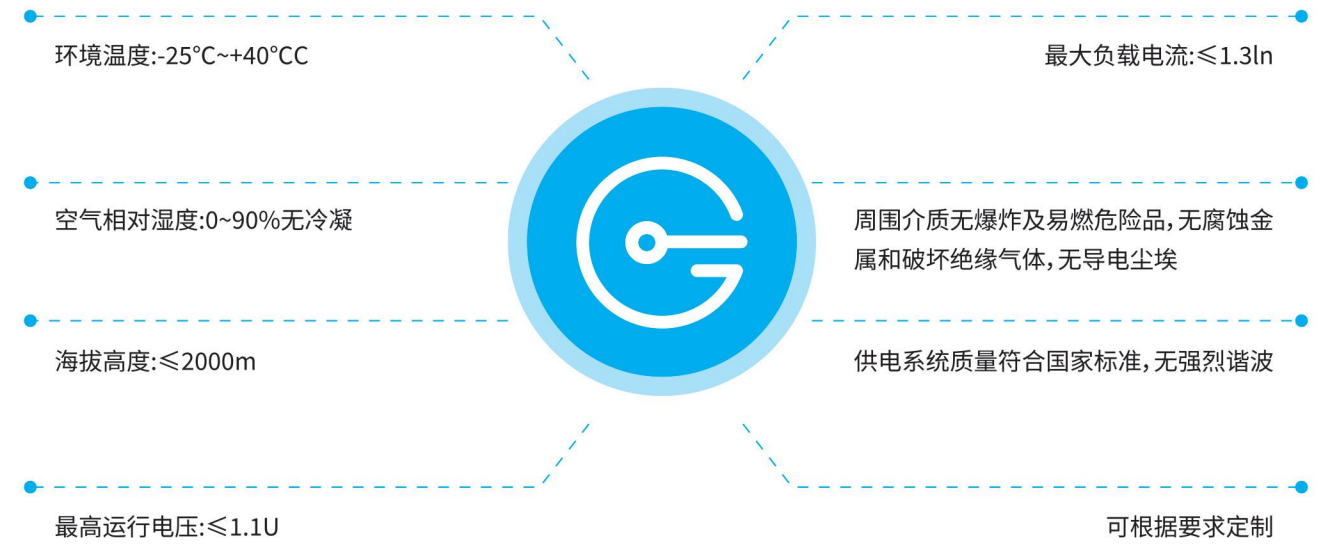 环境温度:-25°C~+40°CC
最大负载电流:≤1.3ln
空气相对湿度:0~90%无冷凝
周围介质无爆炸及易燃危险品，无腐蚀金
属和破坏绝缘气体，无导电尘埃
海拔高度:≤2000m
供电系统质量符合国家标准，无强烈谐波
最高运行电压:≤1.1U
可根据要求定制